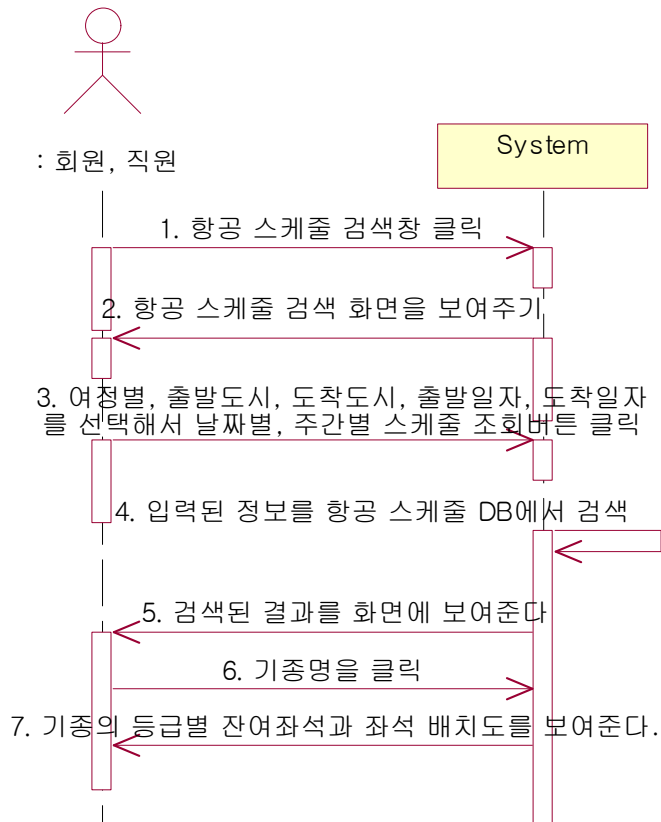 : 회원, 직원
System
1. 항공 스케줄 검색창 클릭
2. 항공 스케줄 검색 화면을 보여주기
3. 여정별, 출발도시, 도착도시, 출발일자, 도착일자
를 선택해서 날짜별, 주간별 스케줄 조회버튼 클릭
4. 입력된 정보를 항공 스케줄 DB에서 검색
5. 검색된 결과를 화면에 보여준다
6. 기종명을 클릭
7. 기종의 등급별 잔여좌석과 좌석 배치도를 보여준다.